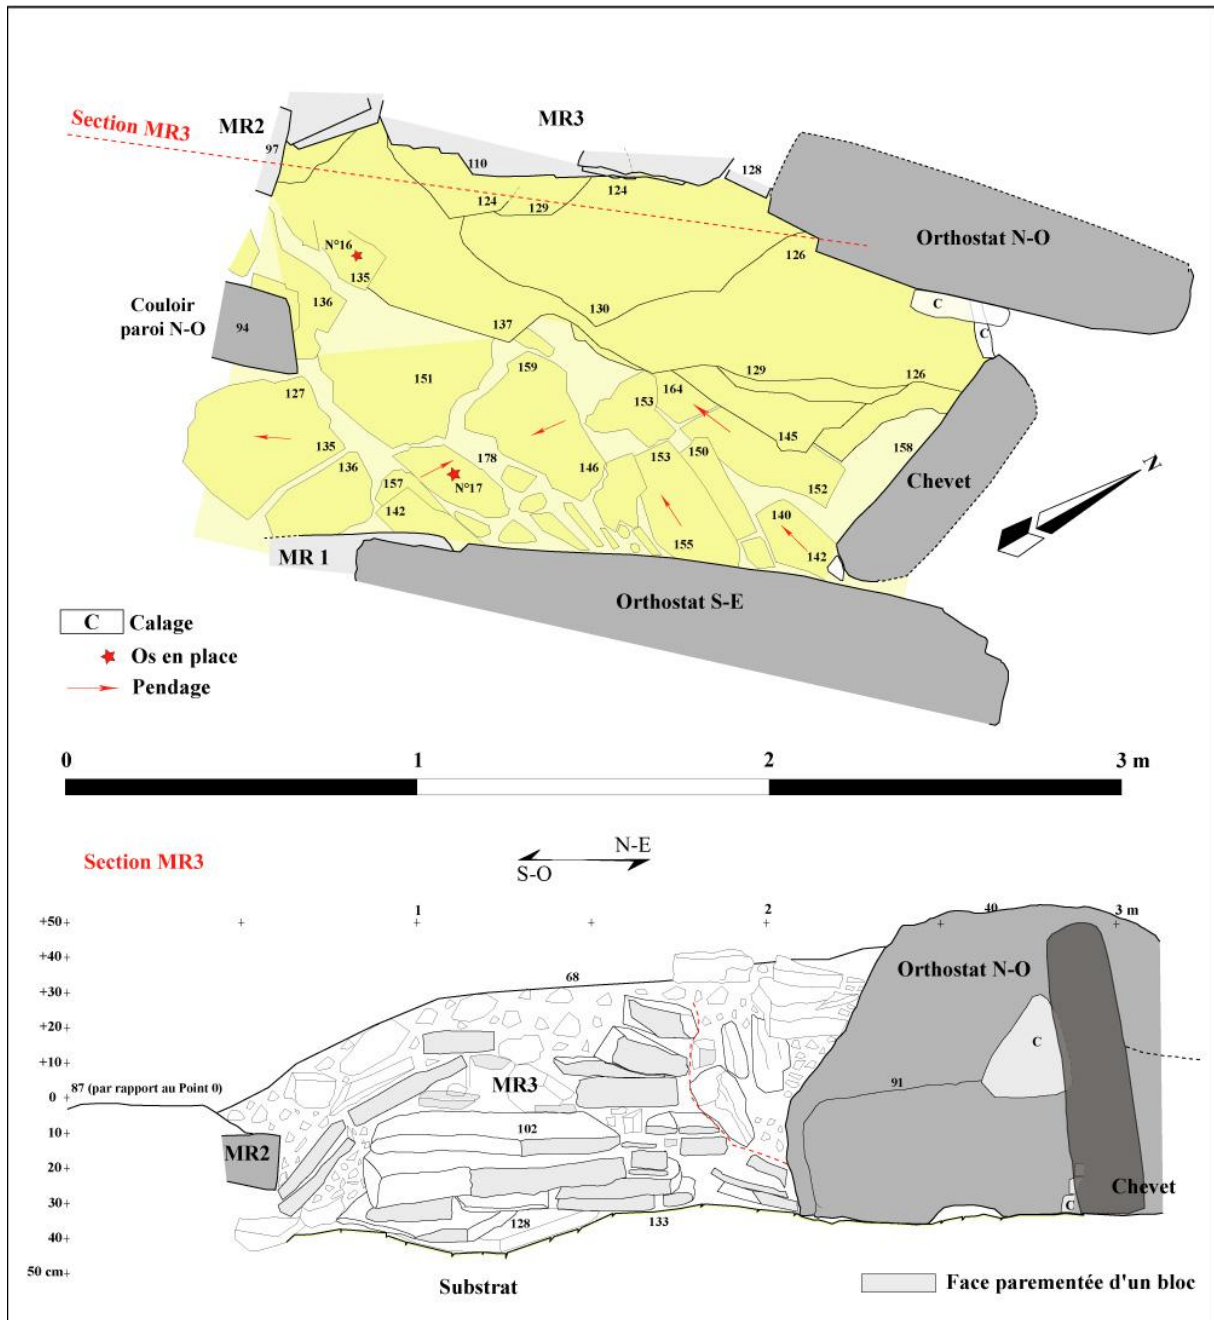 Section MR3
MR2
MR3
97
110
128
124
129
124
Orthostat N-O
N°16
135
126
136
130
C
C
Couloir
paroi N-O
94
137
159
129
126
127
151
153
164
135
136
178
146
153
150
145
158
157
N°17
152
Chevet
N
142
140
155
142
MR 1
Orthostat S-E
C Calage
Os en place
Pendage
0 1 2 3 m
N-E
S-O
Section MR3
1 2 40 3 m
+50
+40
+30
+20
+10
0
10
20
30
40
50 cm
68
Orthostat N-O
C
87 (par rapport au Point 0)
MR3
91
102
MR2
Chevet
C
128
133
Substrat
Face parementée d'un bloc